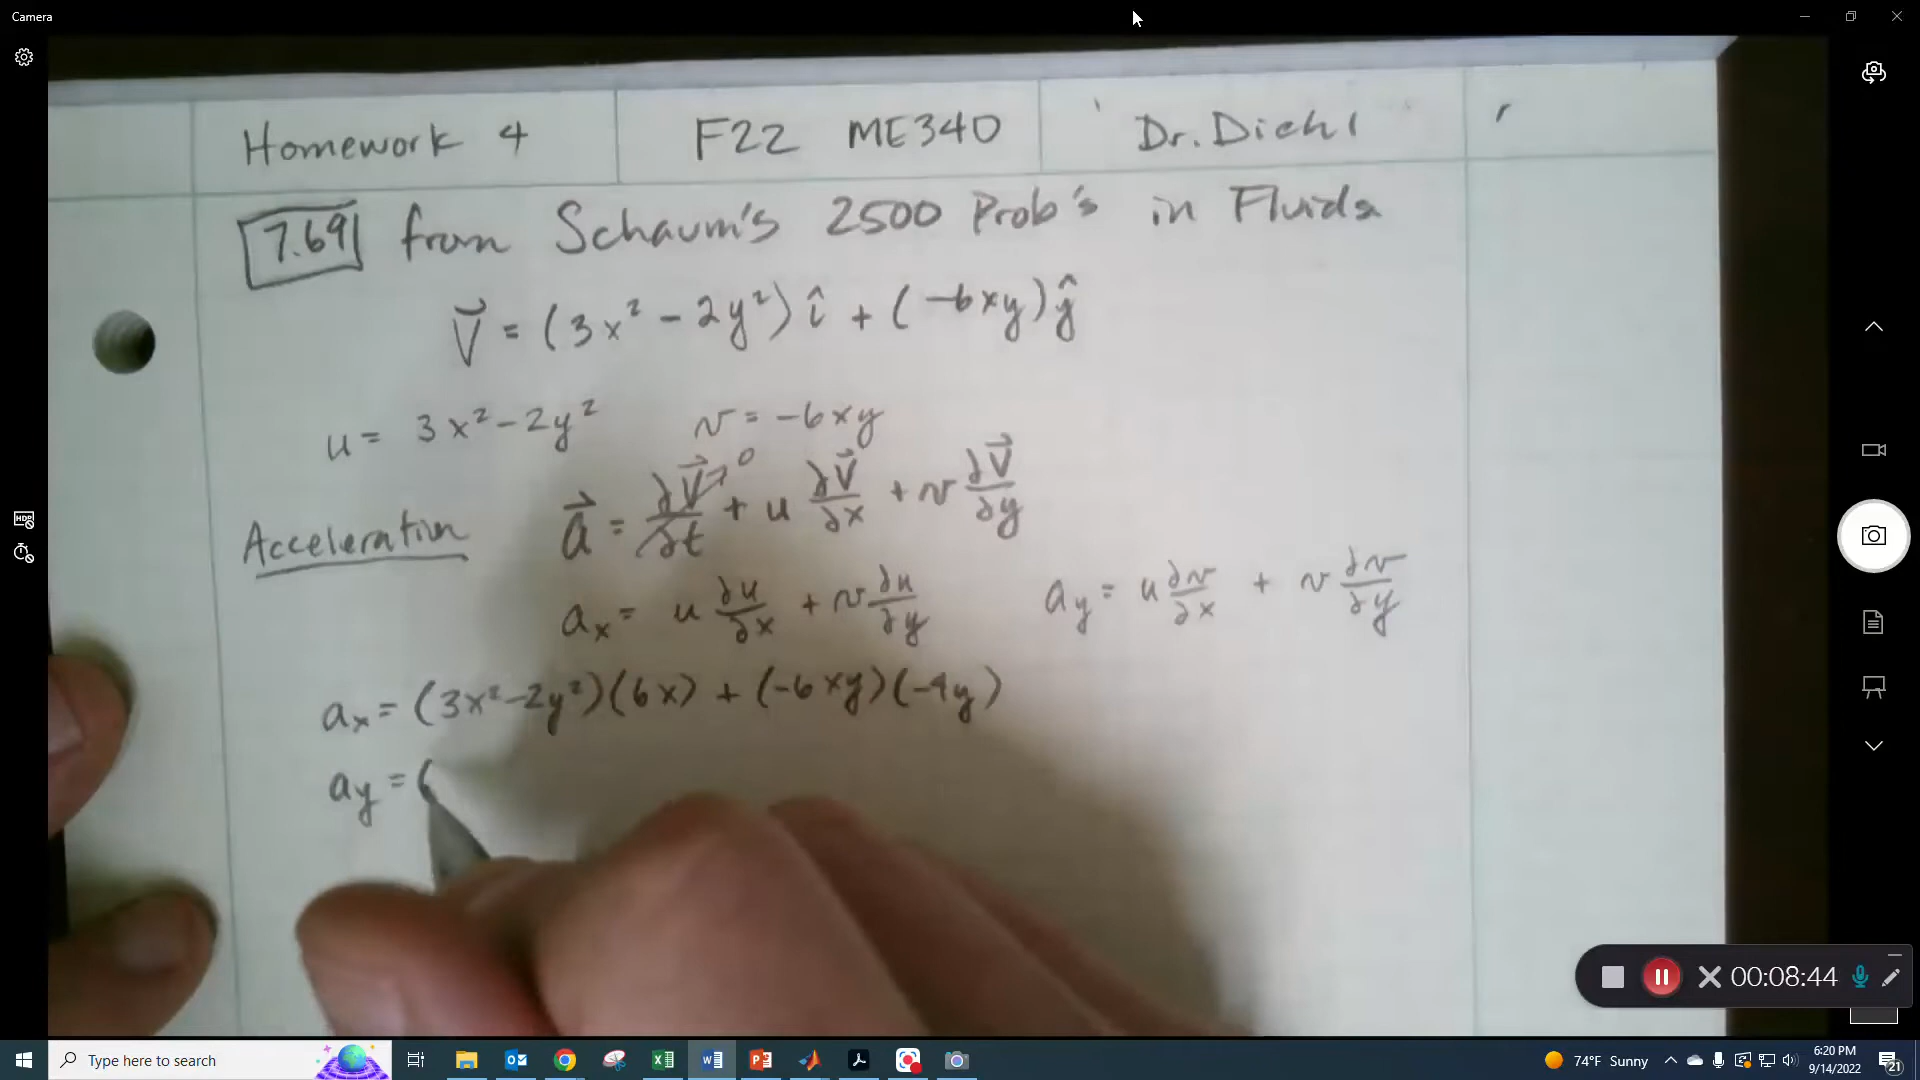 Camera
Homework 4 F22 ME340 Dr. Diehl
7.69 from Schaum's 2500 Prob's in Fluids
V⃗ = (3x² - 2y²) î + (-6xy) ŷ
u = 3x² - 2y² v = -6xy
Acceleration a⃗ = ∂V⃗/∂t → 0 + u ∂V⃗/∂x + v ∂V⃗/∂y
aₓ = u ∂u/∂x + v ∂u/∂y a_y = u ∂v/∂x + v ∂v/∂y
aₓ = (3x² - 2y²)(6x) + (-6xy)(-4y)
a_y = (
00:08:44
Type here to search
74°F Sunny
6:20 PM
9/14/2022
21